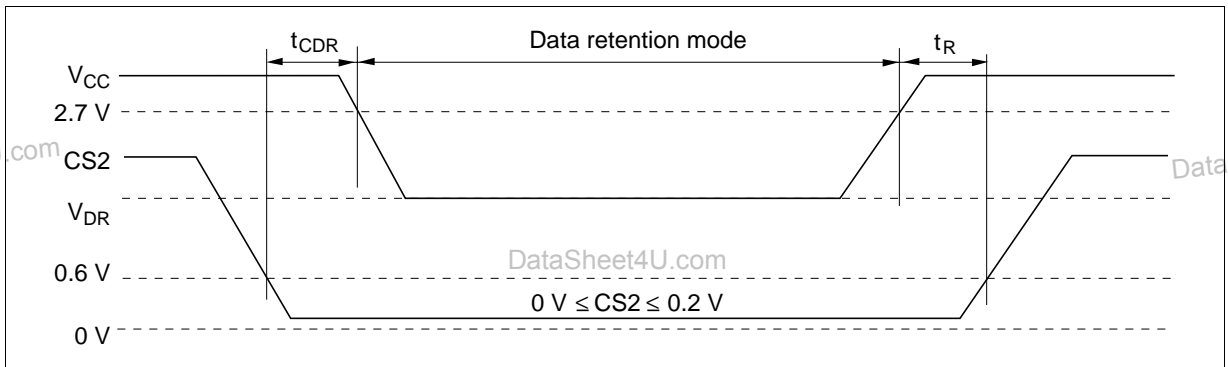 tCDR Data retention mode tR
VCC
2.7 V
CS2
VDR
0.6 V
0 V ≤ CS2 ≤ 0.2 V
0 V
DataSheet4U.com
.com
Data